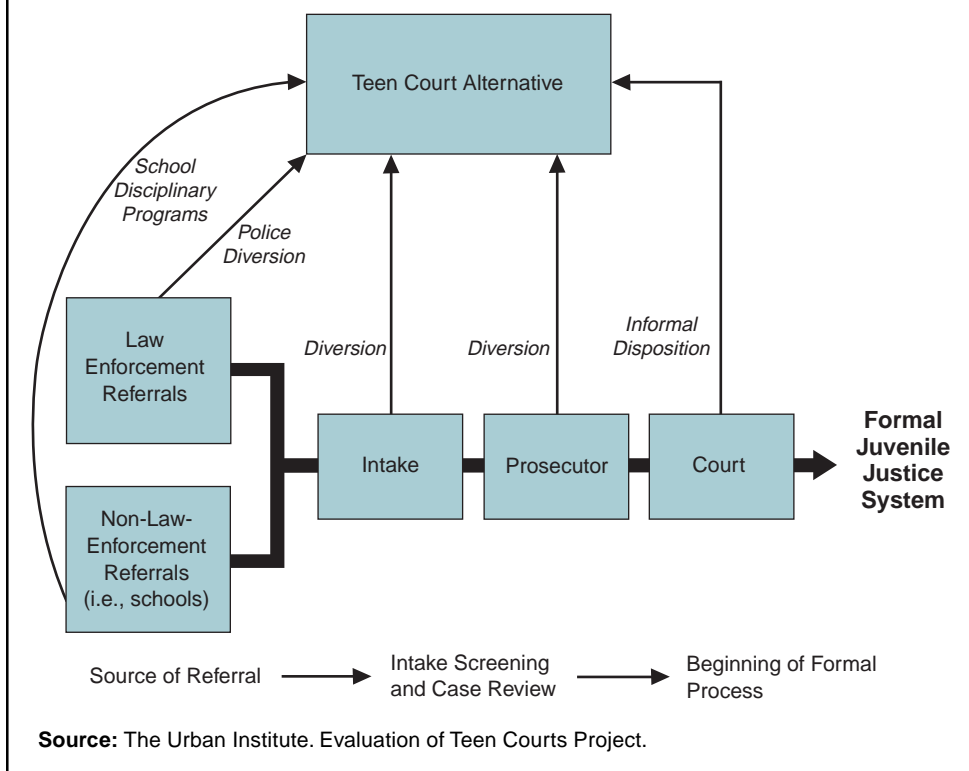 Teen Court Alternative
School
Disciplinary
Programs
Police
Diversion
Law
Enforcement
Referrals
Diversion
Diversion
Informal
Disposition
Intake
Prosecutor
Court
Formal
Juvenile
Justice
System
Non-Law-
Enforcement
Referrals
(i.e., schools)
Source of Referral
Intake Screening
and Case Review
Beginning of Formal
Process
Source: The Urban Institute. Evaluation of Teen Courts Project.